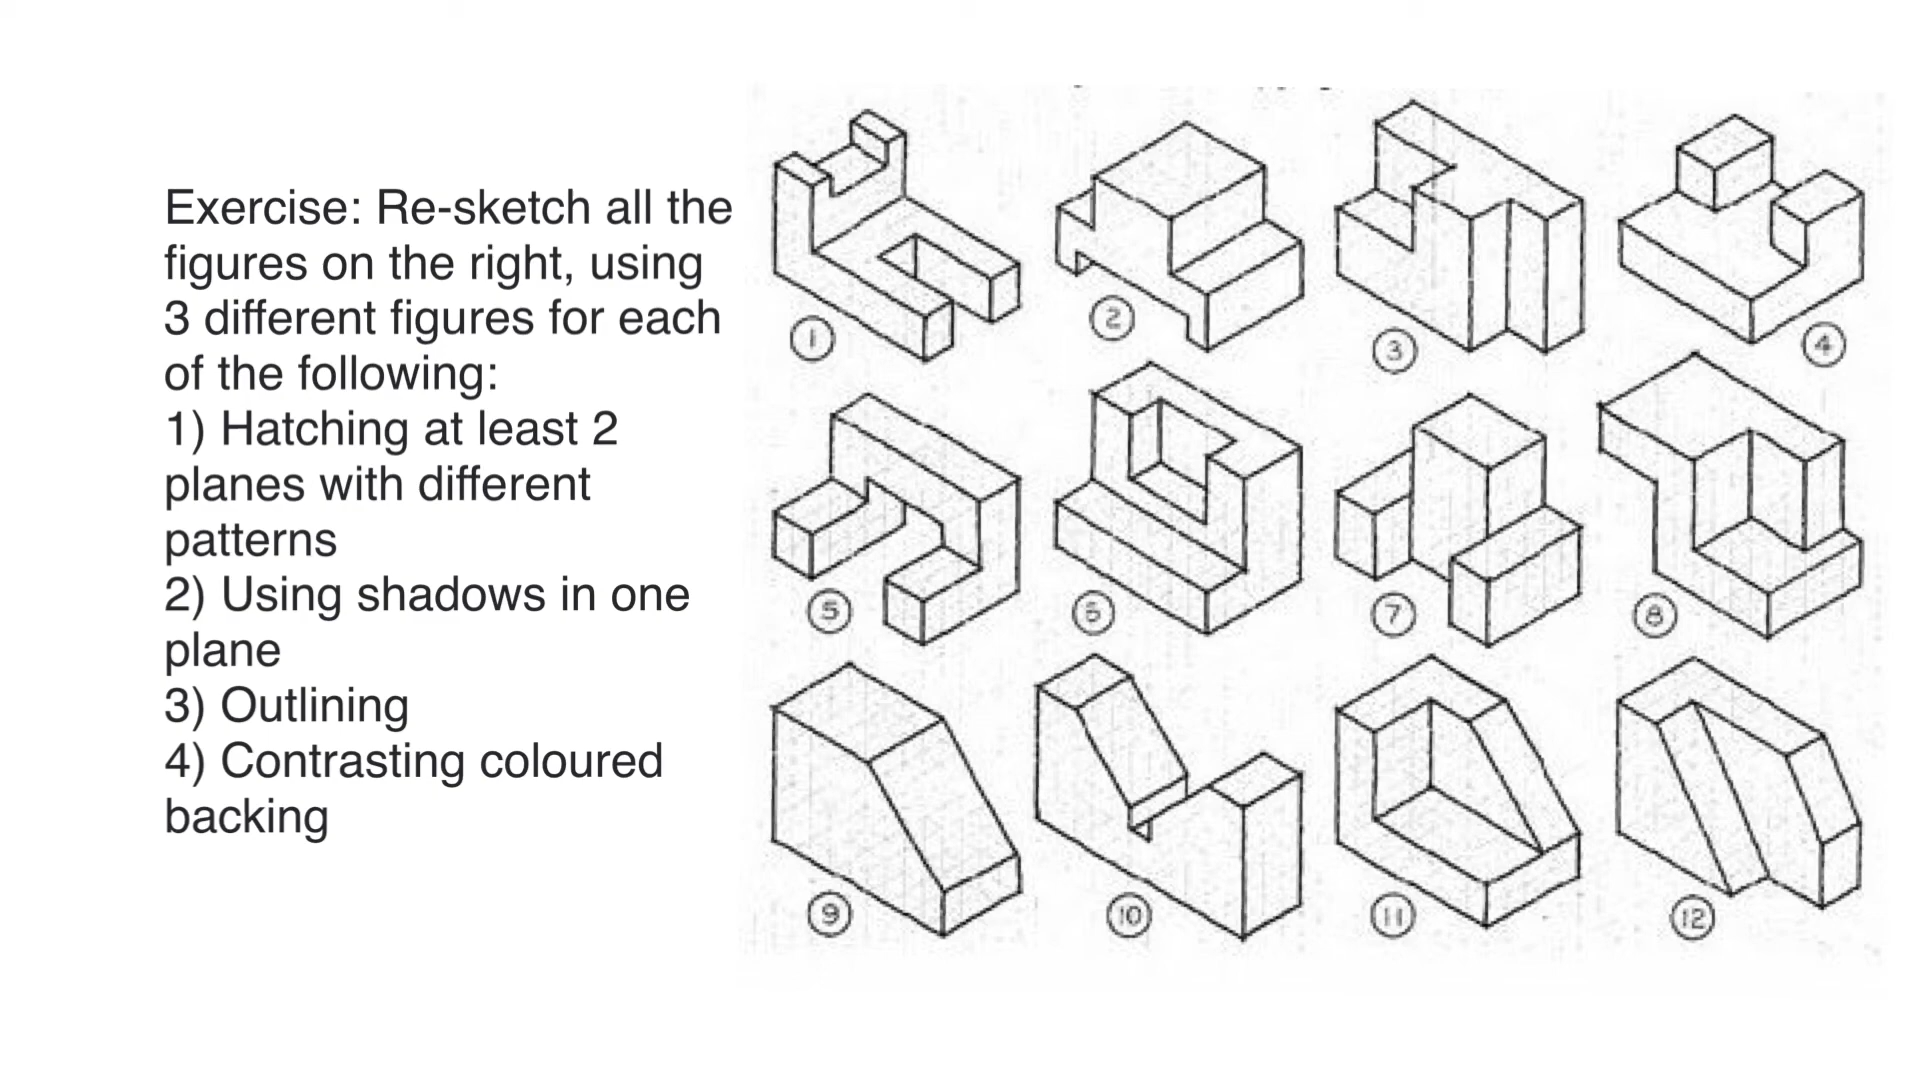 Exercise: Re-sketch all the
figures on the right, using
3 different figures for each
of the following:
1) Hatching at least 2
planes with different
patterns
2) Using shadows in one
plane
3) Outlining
4) Contrasting coloured
backing
1
2
3
4
5
6
7
8
9
10
11
12